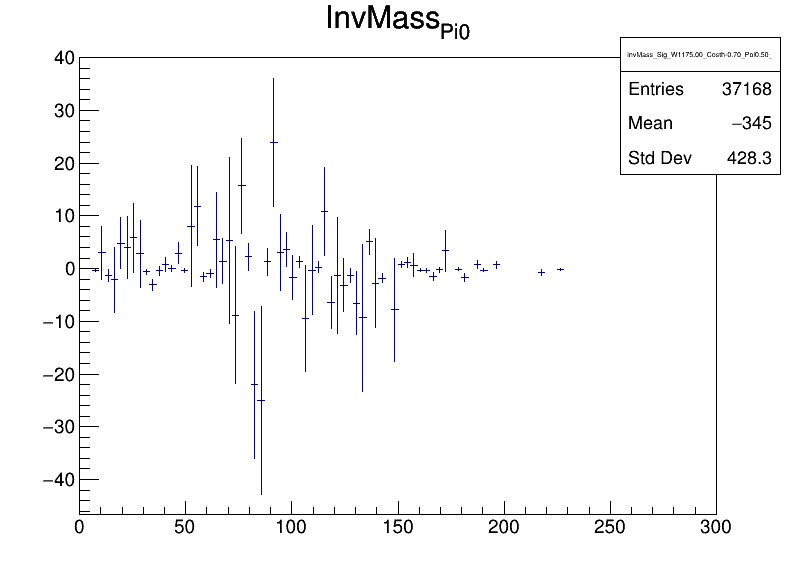 InvMassPi0
InvMass_Sig_W1175.00_Costh-0.70_Pol0.50_
Entries 37168
Mean −345
Std Dev 428.3
40
30
20
10
0
−10
−20
−30
−40
0 50 100 150 200 250 300